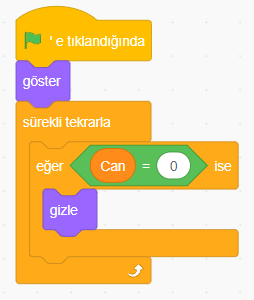 ' e tıklandığında
göster
sürekli tekrarla
eğer Can = 0 ise
gizle